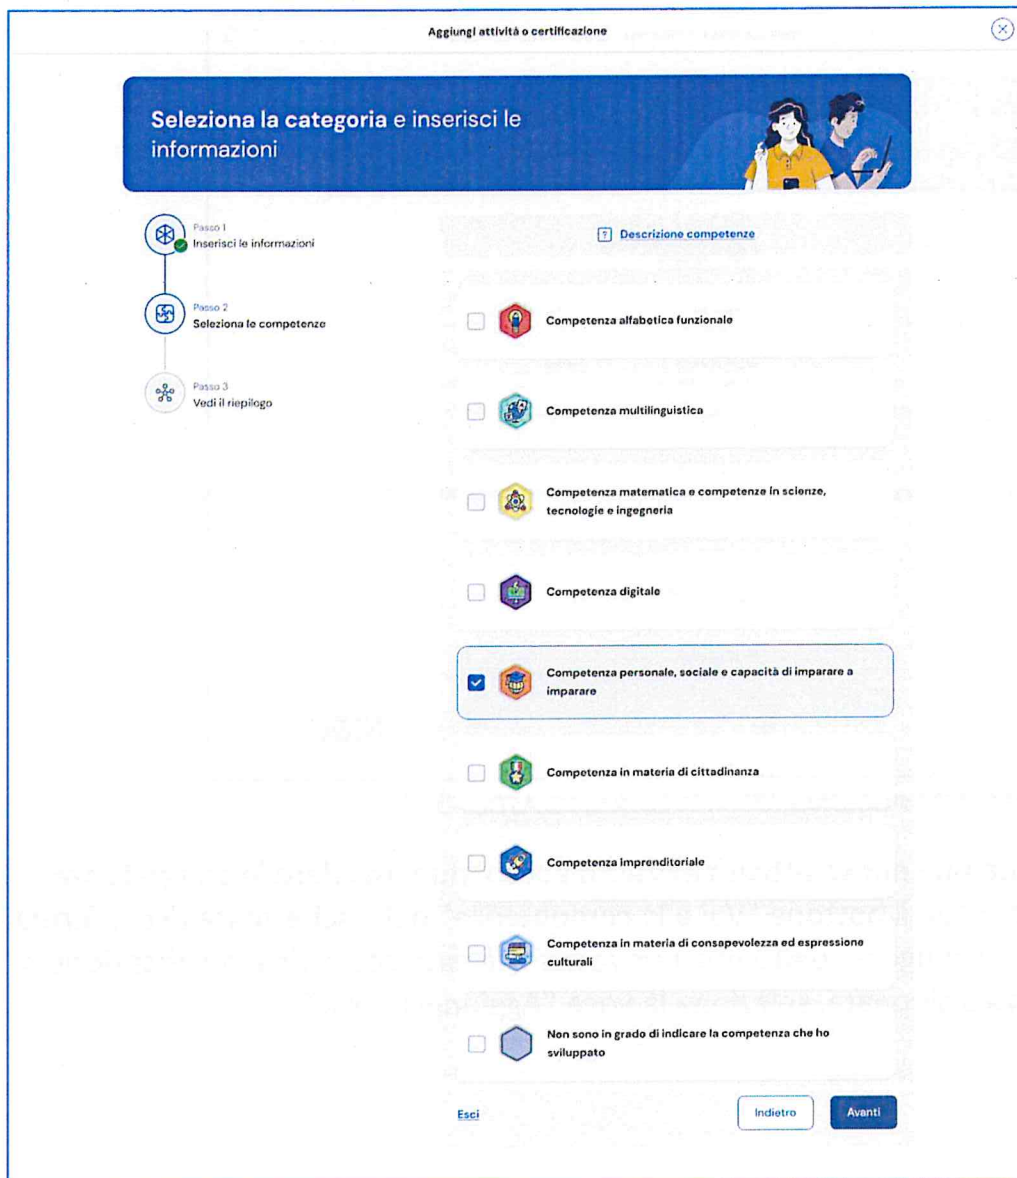 Aggiungi attività o certificazione
Seleziona la categoria e inserisci le
informazioni
Passo 1
Inserisci le informazioni
Passo 2
Seleziona le competenze
Passo 3
Vedi il riepilogo
? Descrizione competenze
Competenza alfabetica funzionale
Competenza multilinguistica
Competenza matematica e competenze in scienze,
tecnologie e ingegneria
Competenza digitale
Competenza personale, sociale e capacità di imparare a
imparare
Competenza in materia di cittadinanza
Competenza imprenditoriale
Competenza in materia di consapevolezza ed espressione
culturali
Non sono in grado di indicare la competenza che ho
sviluppato
Esci
Indietro
Avanti